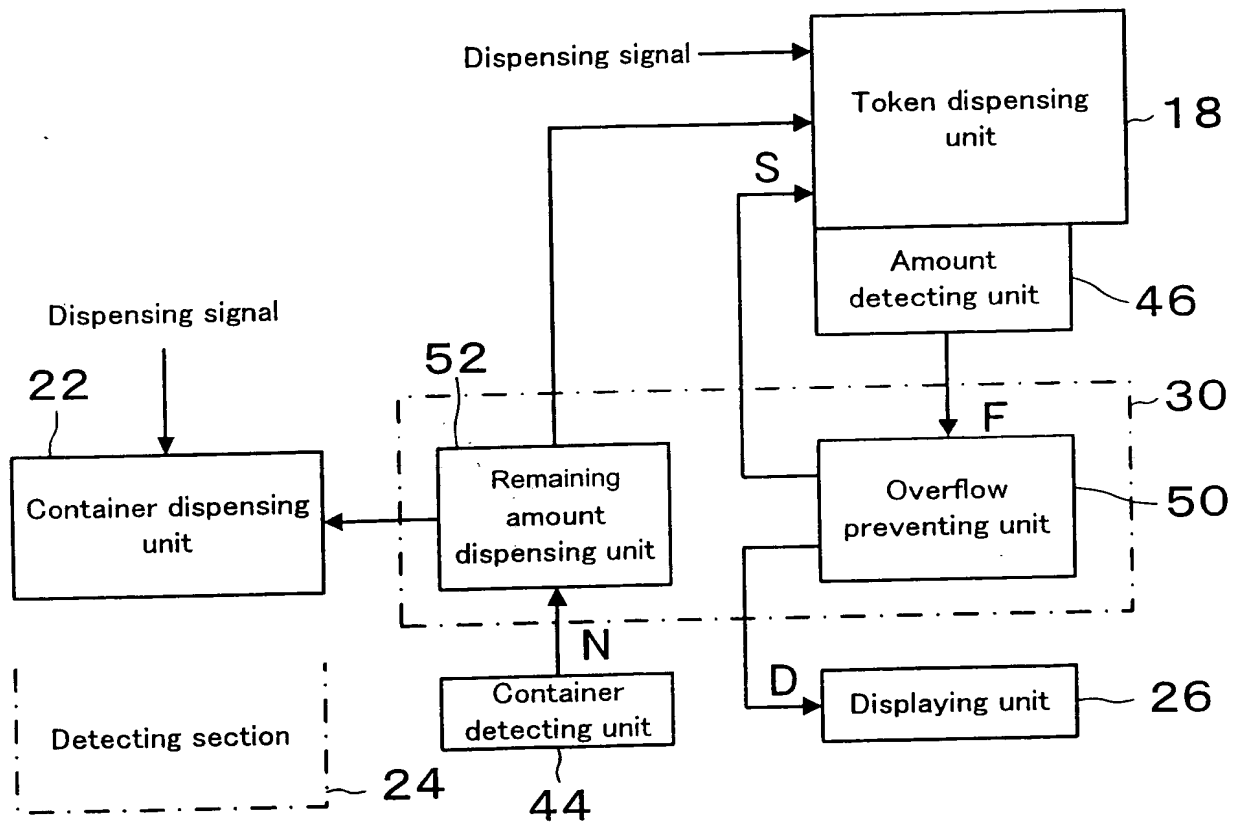 Dispensing signal
Token dispensing
unit
18
S
Amount
detecting unit
46
Dispensing signal
22
52
30
F
Container dispensing
unit
Remaining
amount
dispensing unit
Overflow
preventing unit
50
N
D
Container
detecting unit
44
Displaying unit
26
Detecting section
24